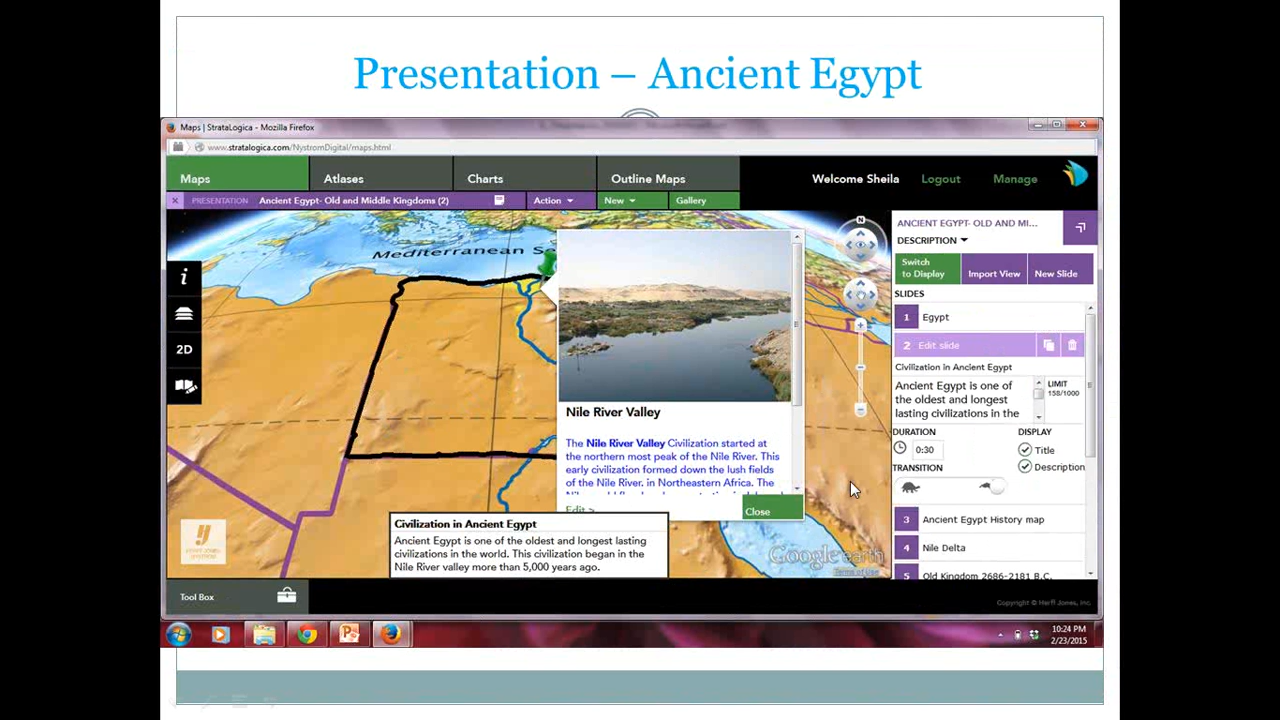 Presentation – Ancient Egypt
Maps | StrataLogica - Mozilla Firefox
www.stratalogica.com/NystromDigital/maps.html
Maps
Atlases
Charts
Outline Maps
Welcome Sheila
Logout
Manage
x PRESENTATION Ancient Egypt- Old and Middle Kingdoms (2)
Action
New
Gallery
Mediterranean Se
N
i
2D
Nile River Valley
The Nile River Valley Civilization started at
the northern most peak of the Nile River. This
early civilization formed down the lush fields
of the Nile River. in Northeastern Africa. The
Edit >
Close
Civilization in Ancient Egypt
Ancient Egypt is one of the oldest and longest lasting
civilizations in the world. This civilization began in the
Nile River valley more than 5,000 years ago.
Google earth
Terms of Use
ANCIENT EGYPT- OLD AND MI...
DESCRIPTION
Switch
to Display
Import View
New Slide
SLIDES
1 Egypt
2 Edit slide
Civilization in Ancient Egypt
Ancient Egypt is one of
the oldest and longest
lasting civilizations in the
LIMIT
158/1000
DURATION
0:30
DISPLAY
Title
Description
TRANSITION
3 Ancient Egypt History map
4 Nile Delta
5 Old Kingdom 2686-2181 B.C.
Tool Box
Copyright © Herff Jones, Inc.
10:24 PM
2/23/2015